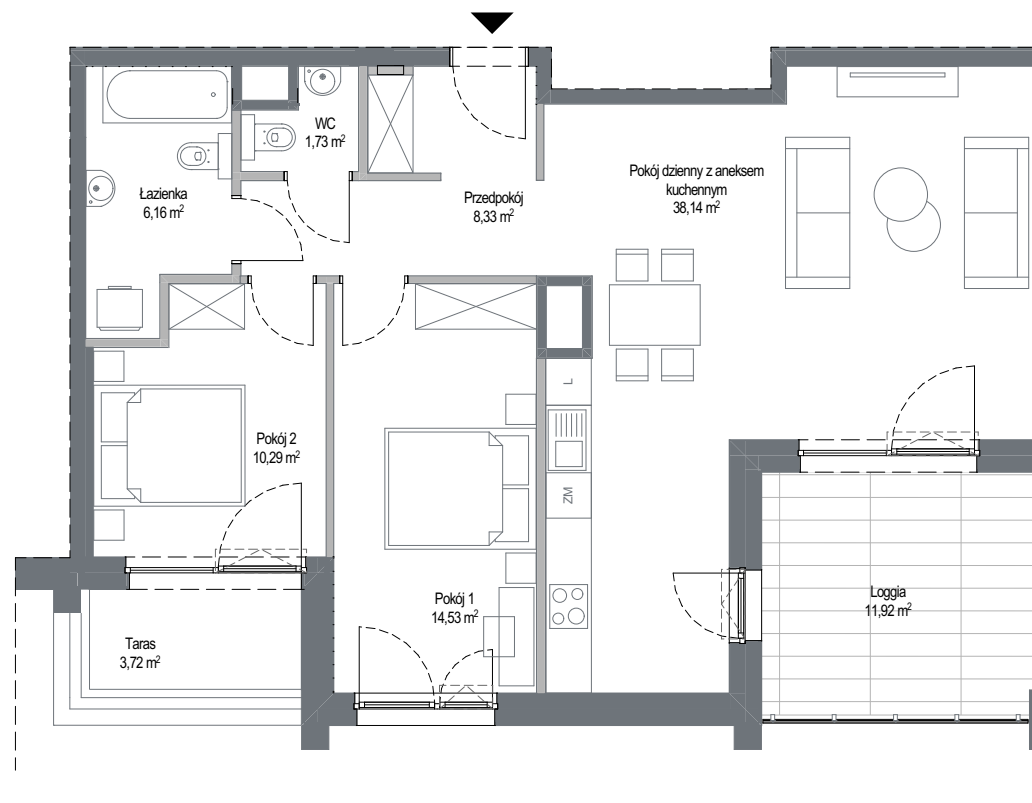 WC
1,73 m²
Łazienka
6,16 m²
Przedpokój
8,33 m²
Pokój dzienny z aneksem
kuchennym
38,14 m²
L
ZM
Pokój 2
10,29 m²
Pokój 1
14,53 m²
Loggia
11,92 m²
Taras
3,72 m²